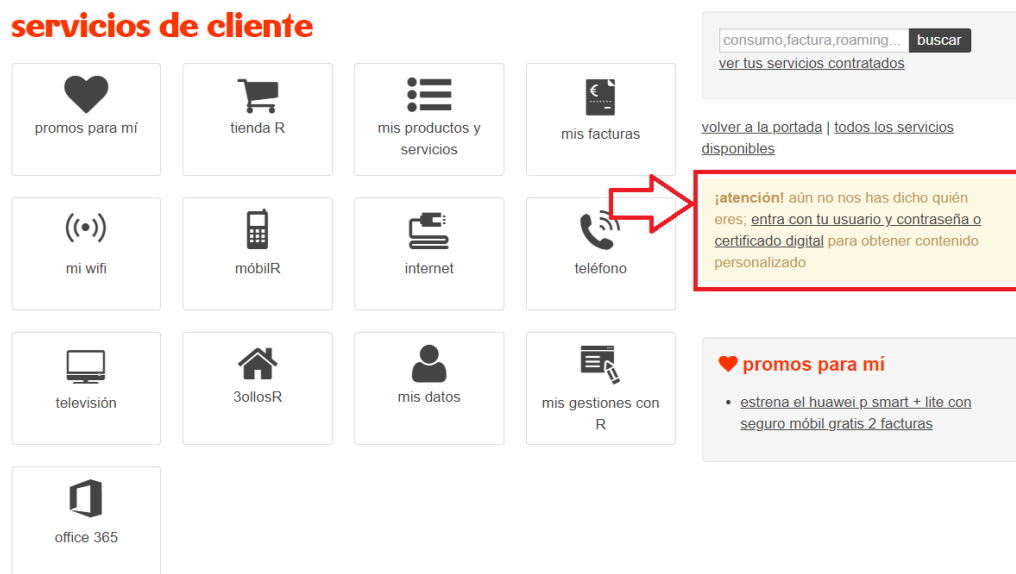 servicios de cliente
promos para mí
tienda R
mis productos y
servicios
mis facturas
mi wifi
móbilR
internet
teléfono
televisión
3ollosR
mis datos
mis gestiones con
R
office 365
consumo,factura,roaming... buscar
ver tus servicios contratados
volver a la portada | todos los servicios
disponibles
¡atención! aún no nos has dicho quién
eres; entra con tu usuario y contraseña o
certificado digital para obtener contenido
personalizado
promos para mí
• estrena el huawei p smart + lite con
seguro móbil gratis 2 facturas